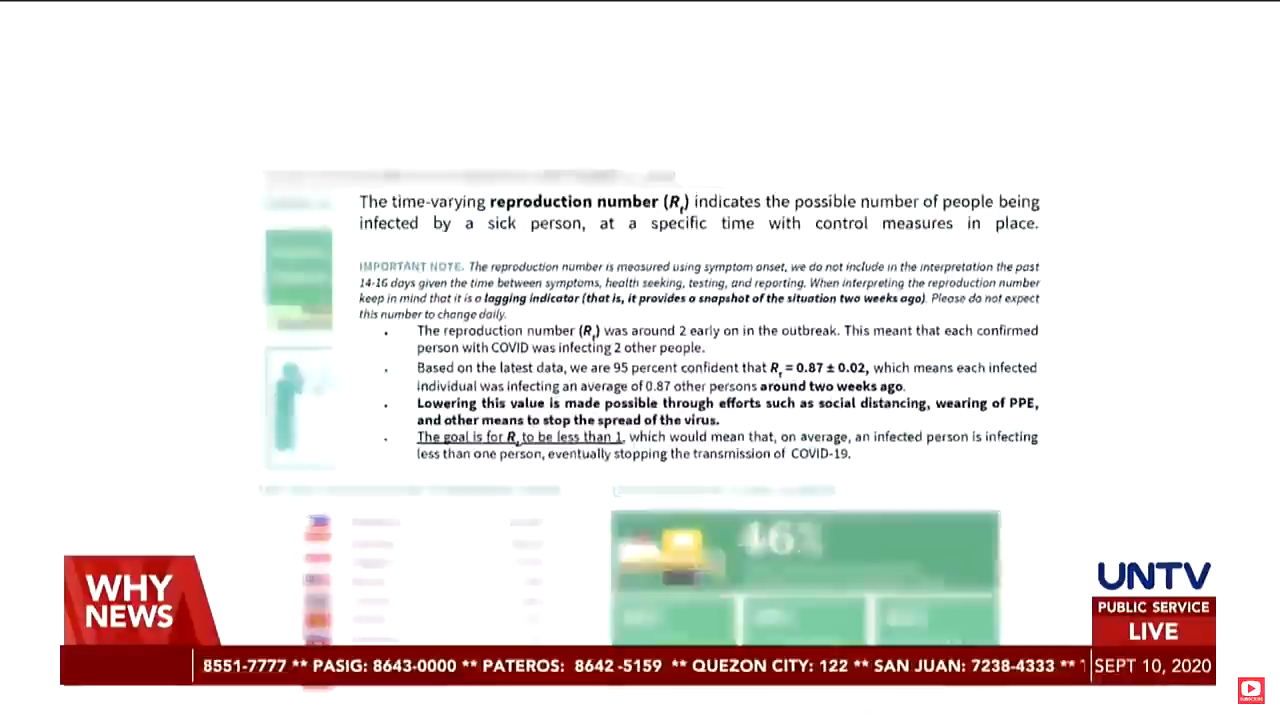 The time-varying reproduction number (Rt) indicates the possible number of people being
infected by a sick person, at a specific time with control measures in place.
IMPORTANT NOTE. The reproduction number is measured using symptom onset, we do not include in the interpretation the past
14-16 days given the time between symptoms, health seeking, testing, and reporting. When interpreting the reproduction number
keep in mind that it is a lagging indicator (that is, it provides a snapshot of the situation two weeks ago). Please do not expect
this number to change daily.
• The reproduction number (Rt) was around 2 early on in the outbreak. This meant that each confirmed
person with COVID was infecting 2 other people.
• Based on the latest data, we are 95 percent confident that Rt = 0.87 ± 0.02, which means each infected
individual was infecting an average of 0.87 other persons around two weeks ago.
• Lowering this value is made possible through efforts such as social distancing, wearing of PPE,
and other means to stop the spread of the virus.
• The goal is for Rt to be less than 1, which would mean that, on average, an infected person is infecting
less than one person, eventually stopping the transmission of COVID-19.
46%
WHY
NEWS
UNTV
PUBLIC SERVICE
LIVE
8551-7777 ** PASIG: 8643-0000 ** PATEROS: 8642 -5159 ** QUEZON CITY: 122 ** SAN JUAN: 7238-4333 **
SEPT 10, 2020
SUBSCRIBE